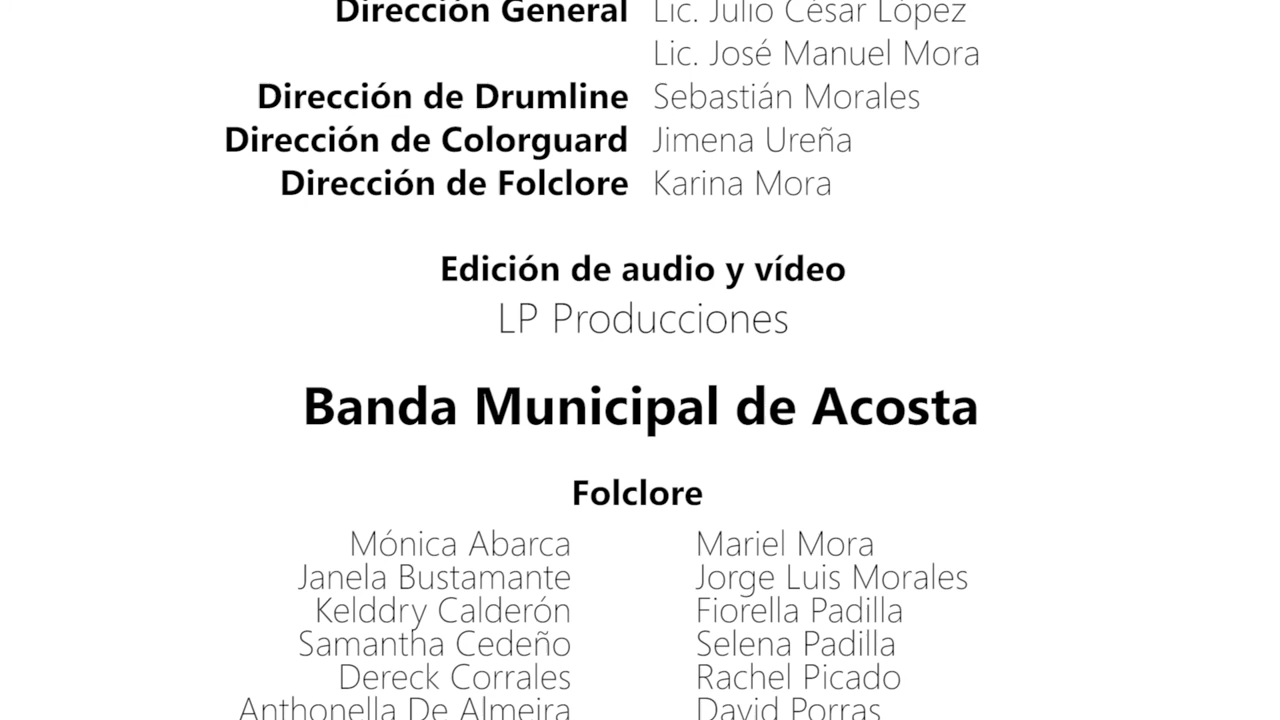 Dirección General Lic. Julio César López
Lic. José Manuel Mora
Dirección de Drumline Sebastián Morales
Dirección de Colorguard Jimena Ureña
Dirección de Folclore Karina Mora
Edición de audio y vídeo
LP Producciones
Banda Municipal de Acosta
Folclore
Mónica Abarca Mariel Mora
Janela Bustamante Jorge Luis Morales
Kelddry Calderón Fiorella Padilla
Samantha Cedeño Selena Padilla
Dereck Corrales Rachel Picado
Anthonella De Almeira David Porras